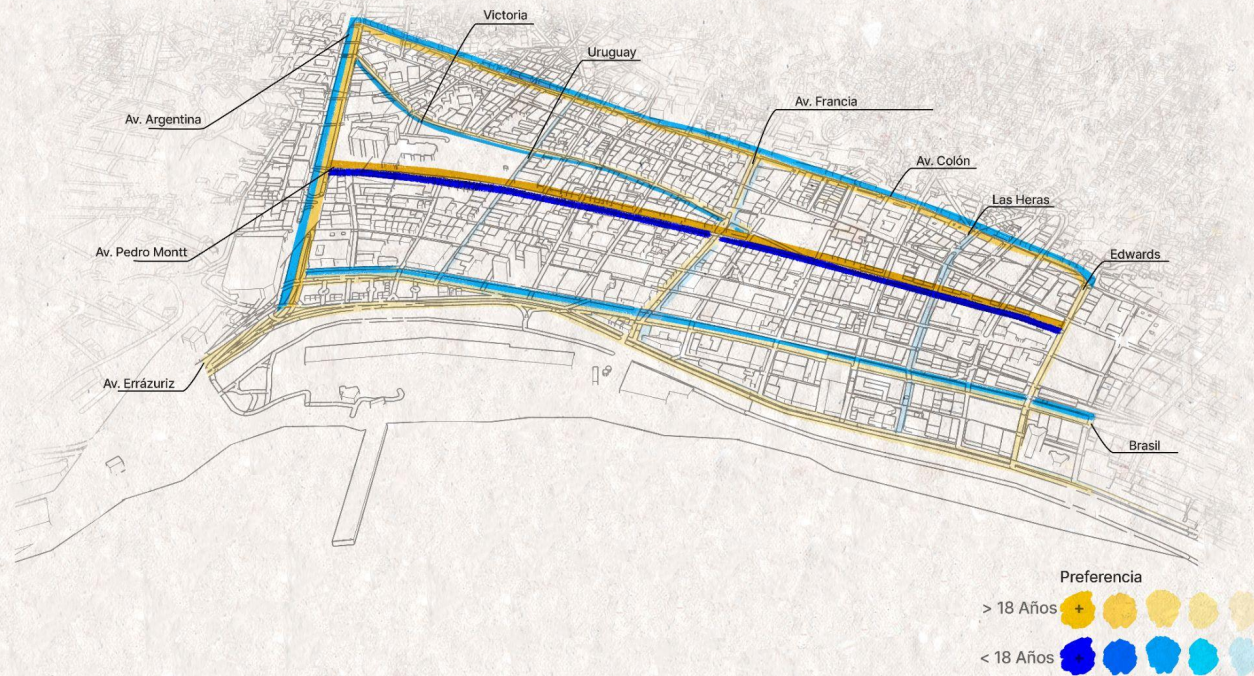 Victoria
Uruguay
Av. Francia
Av. Argentina
Av. Colón
Las Heras
Av. Pedro Montt
Edwards
Av. Errázuriz
Brasil
Preferencia
> 18 Años +
< 18 Años